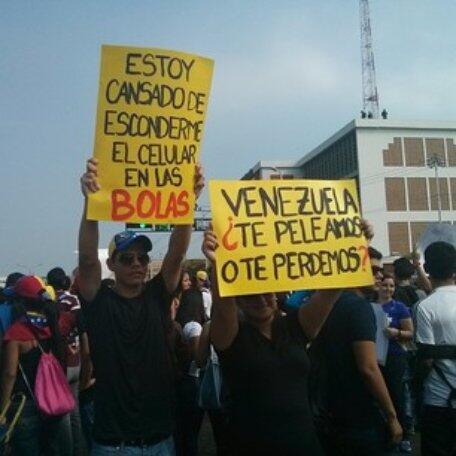 ESTOY
CANSADO DE
ESCONDERME
EL CELULAR
EN LAS
BOLAS
VENEZUELA
¿TE PELEAMOS
O TE PERDEMOS?